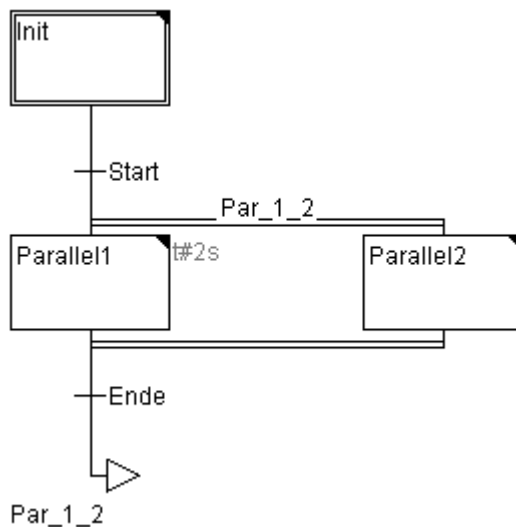 Init
Start
Par_1_2
Parallel1
t#2s
Parallel2
Ende
Par_1_2